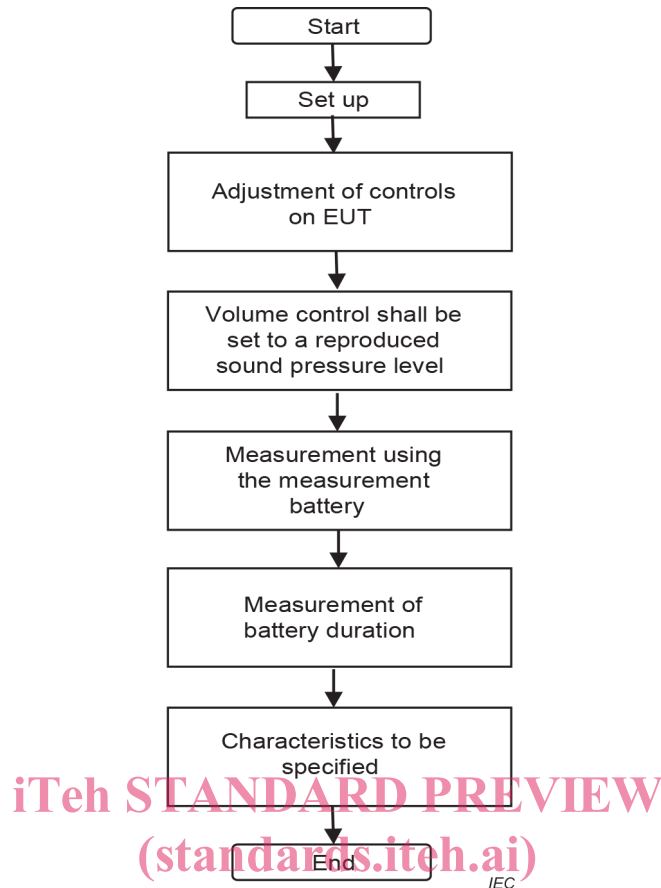 Start
Set up
Adjustment of controls
on EUT
Volume control shall be
set to a reproduced
sound pressure level
Measurement using
the measurement
battery
Measurement of
battery duration
Characteristics to be
specified
iTeh STANDARD PREVIEW
(standards.iteh.ai)
End
IEC